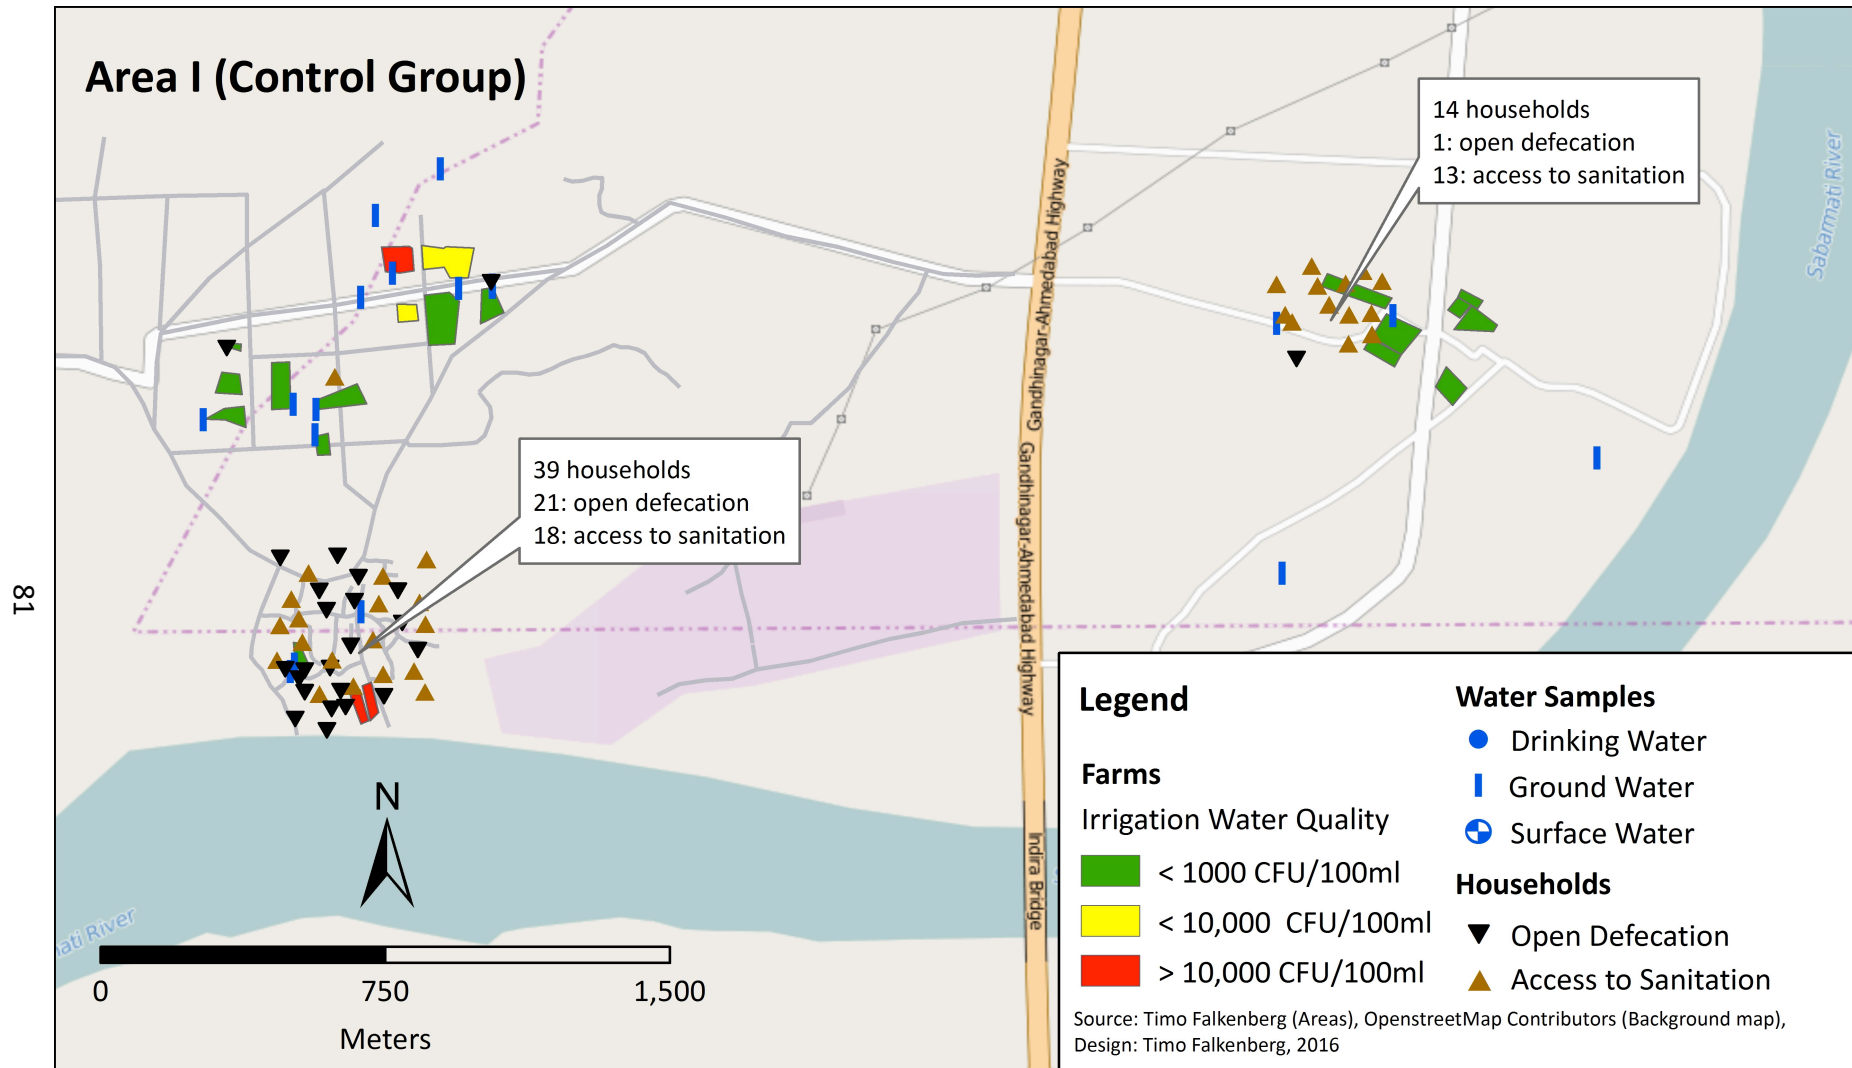 Area I (Control Group)
14 households
1: open defecation
13: access to sanitation
Sabarmati River
Gandhinagar-Ahmedabad Highway
39 households
21: open defecation
18: access to sanitation
Gandhinagar-Ahmedabad Highway
81
Indira Bridge
mati River
N
0 750 1,500
Meters
Legend
Farms
Irrigation Water Quality
< 1000 CFU/100ml
< 10,000 CFU/100ml
> 10,000 CFU/100ml
Water Samples
Drinking Water
Ground Water
Surface Water
Households
Open Defecation
Access to Sanitation
Source: Timo Falkenberg (Areas), OpenstreetMap Contributors (Background map),
Design: Timo Falkenberg, 2016